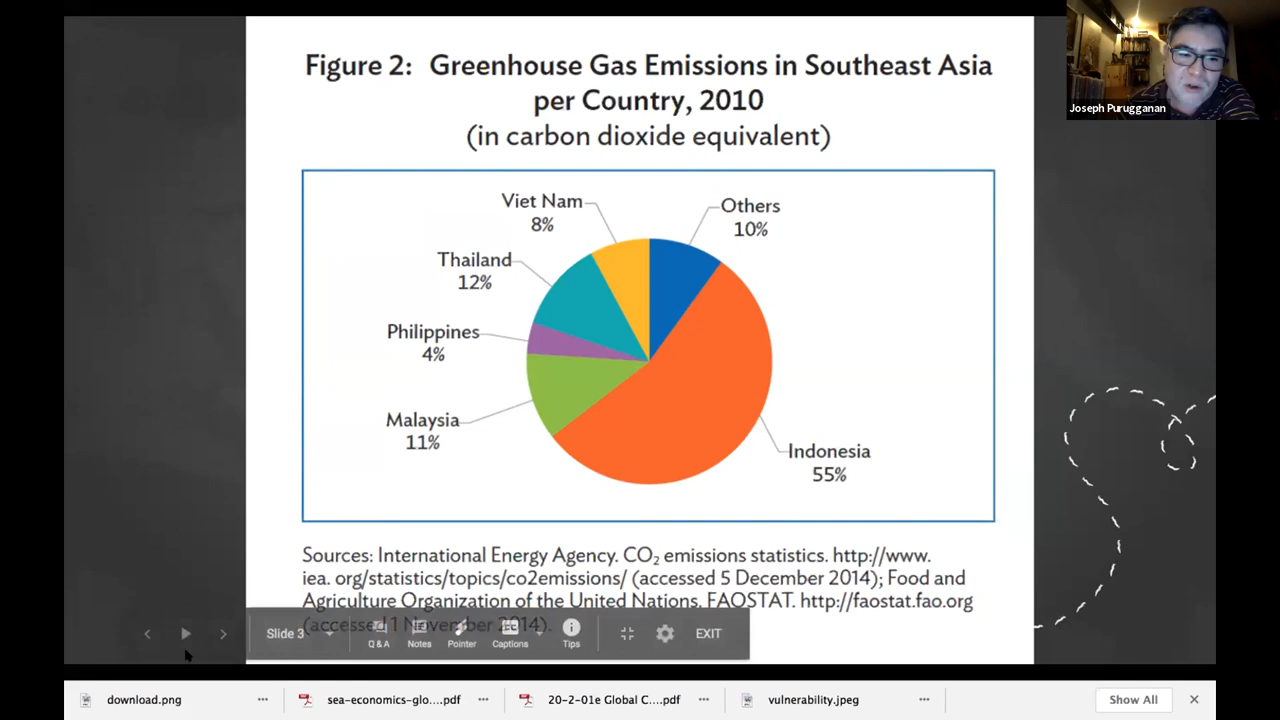 Figure 2: Greenhouse Gas Emissions in Southeast Asia
per Country, 2010
(in carbon dioxide equivalent)
Joseph Purugganan
Viet Nam
8%
Others
10%
Thailand
12%
Philippines
4%
Malaysia
11%
Indonesia
55%
Sources: International Energy Agency. CO₂ emissions statistics. http://www.
iea. org/statistics/topics/co2emissions/ (accessed 5 December 2014); Food and
Agriculture Organization of the United Nations. FAOSTAT. http://faostat.fao.org
(accessed 1 November 2014).
Slide 3
Q & A
Notes
Pointer
Captions
Tips
EXIT
download.png
sea-economics-glo....pdf
20-2-01e Global C....pdf
vulnerability.jpeg
Show All